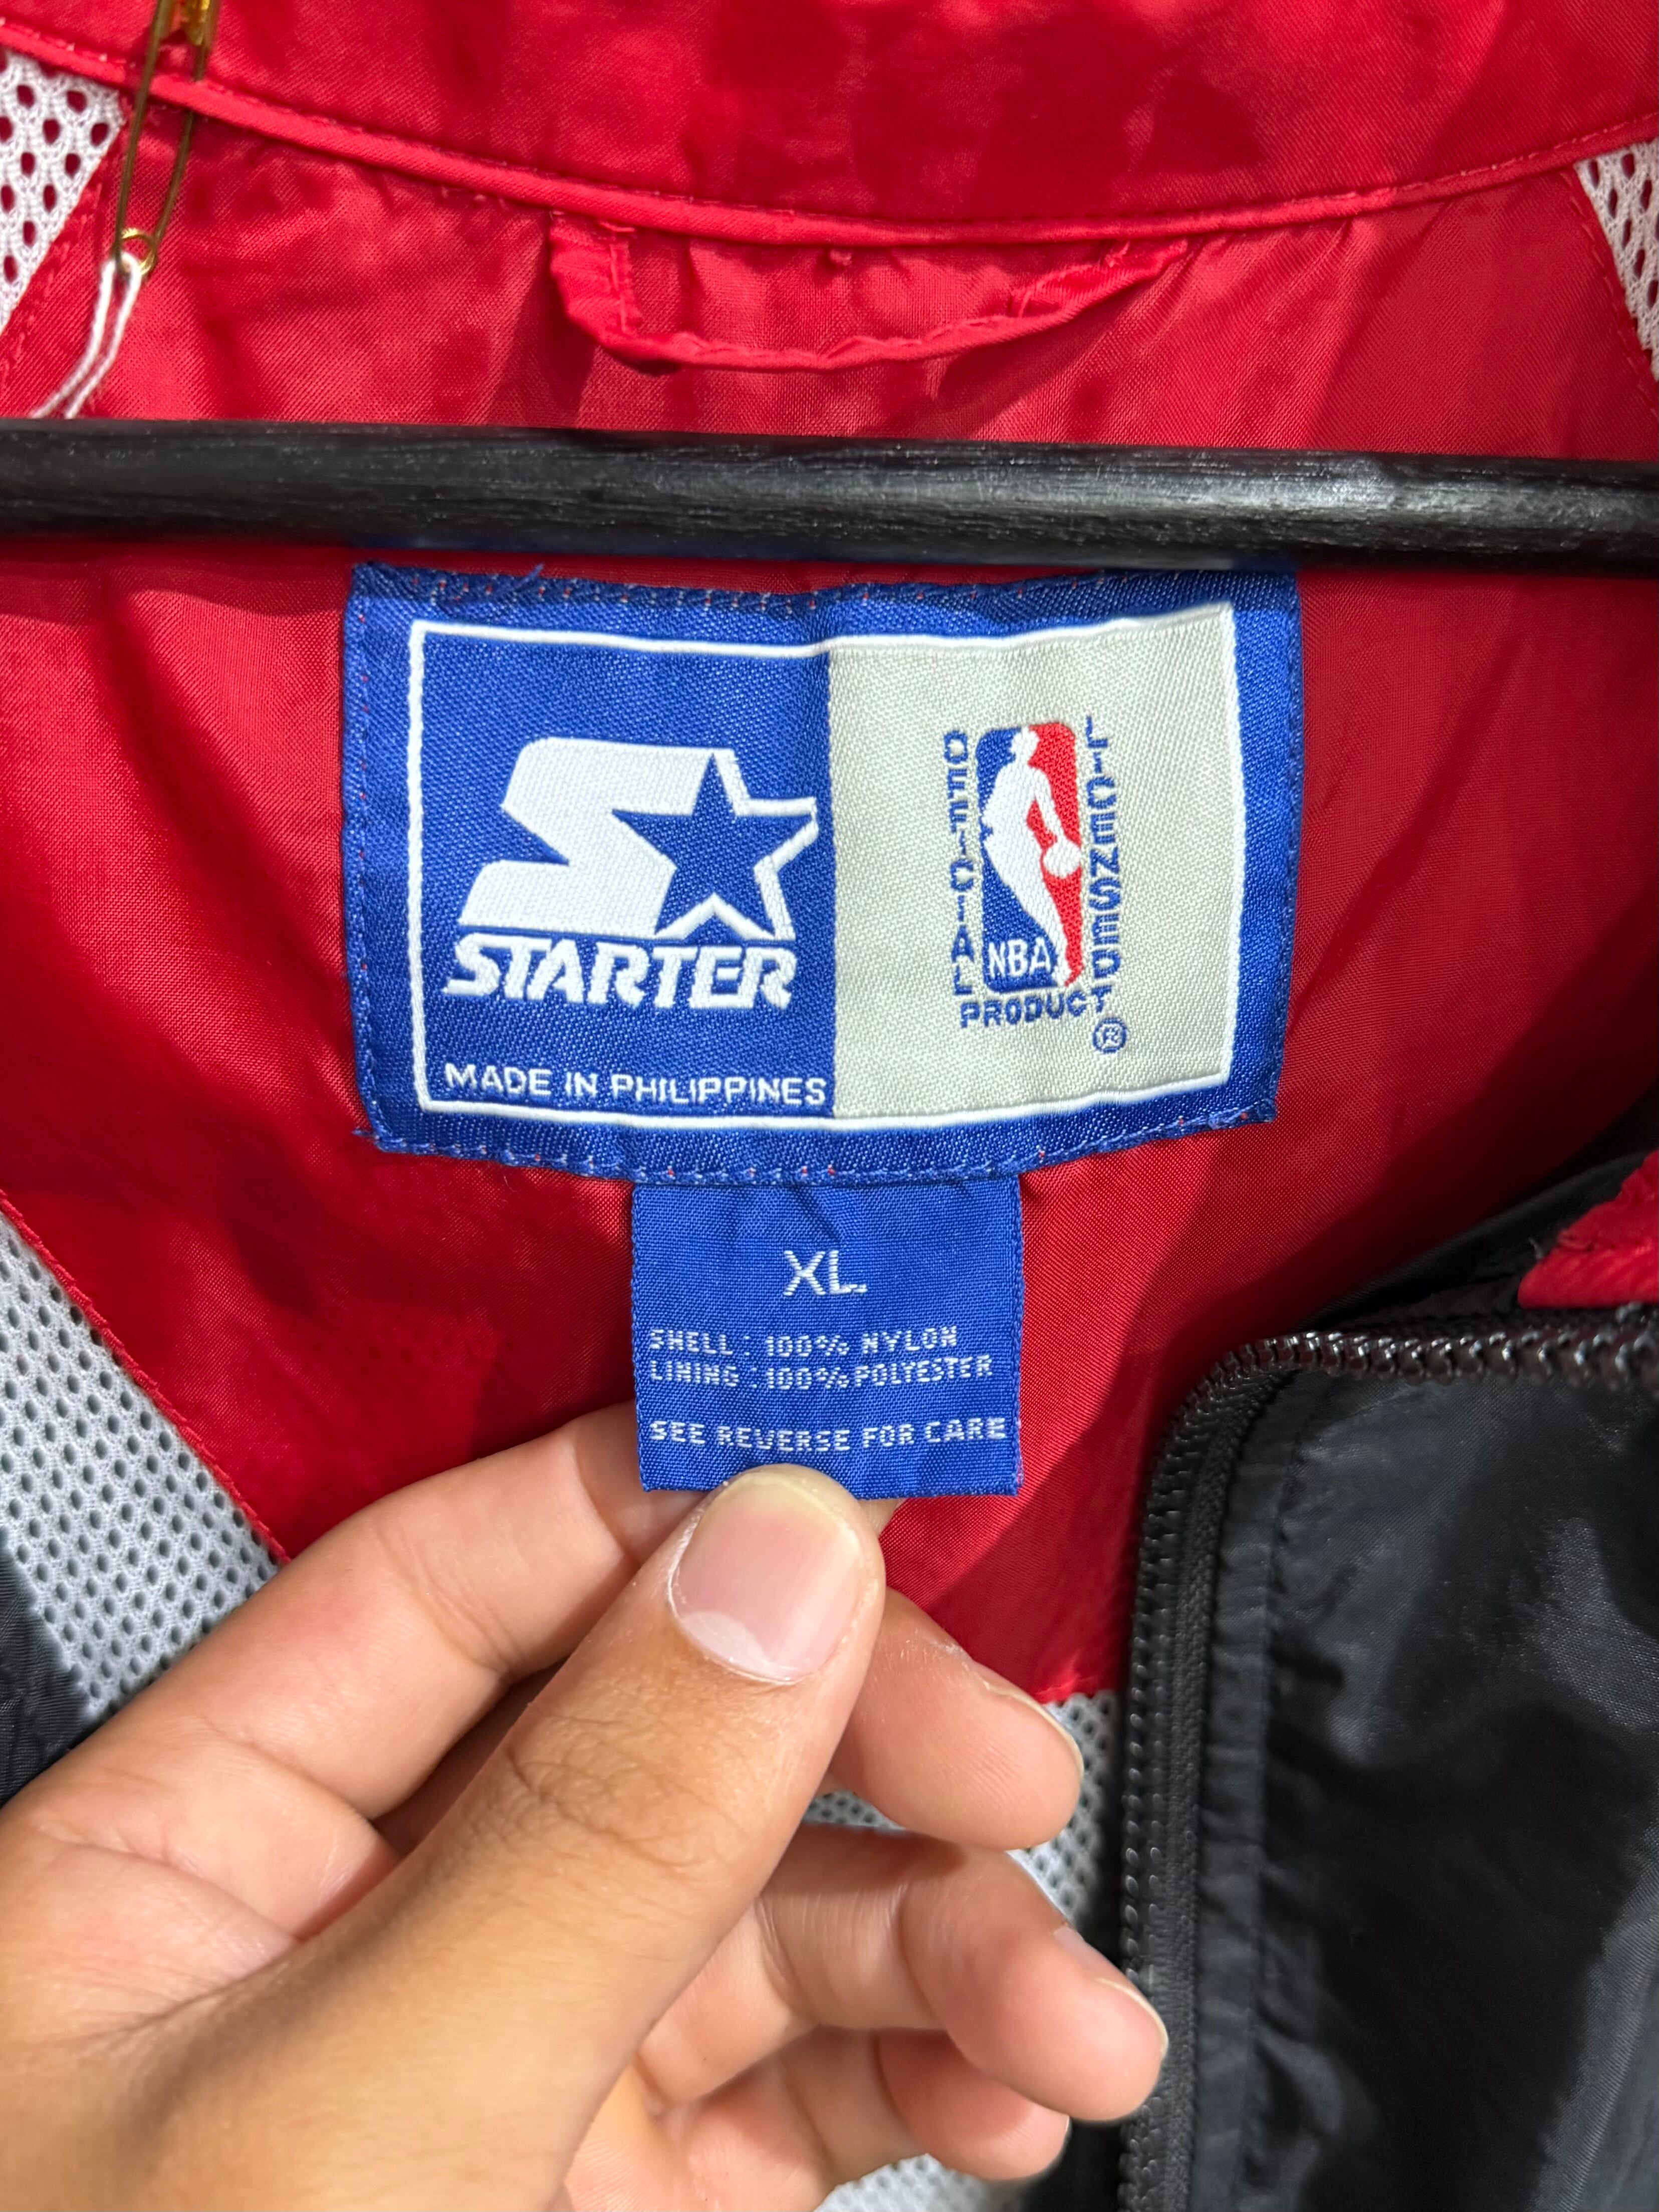 STARTER
MADE IN PHILIPPINES
OFFICIAL
LICENSED
NBA
PRODUCT
®
XL
SHELL : 100% NYLON
LINING : 100% POLYESTER
SEE REVERSE FOR CARE